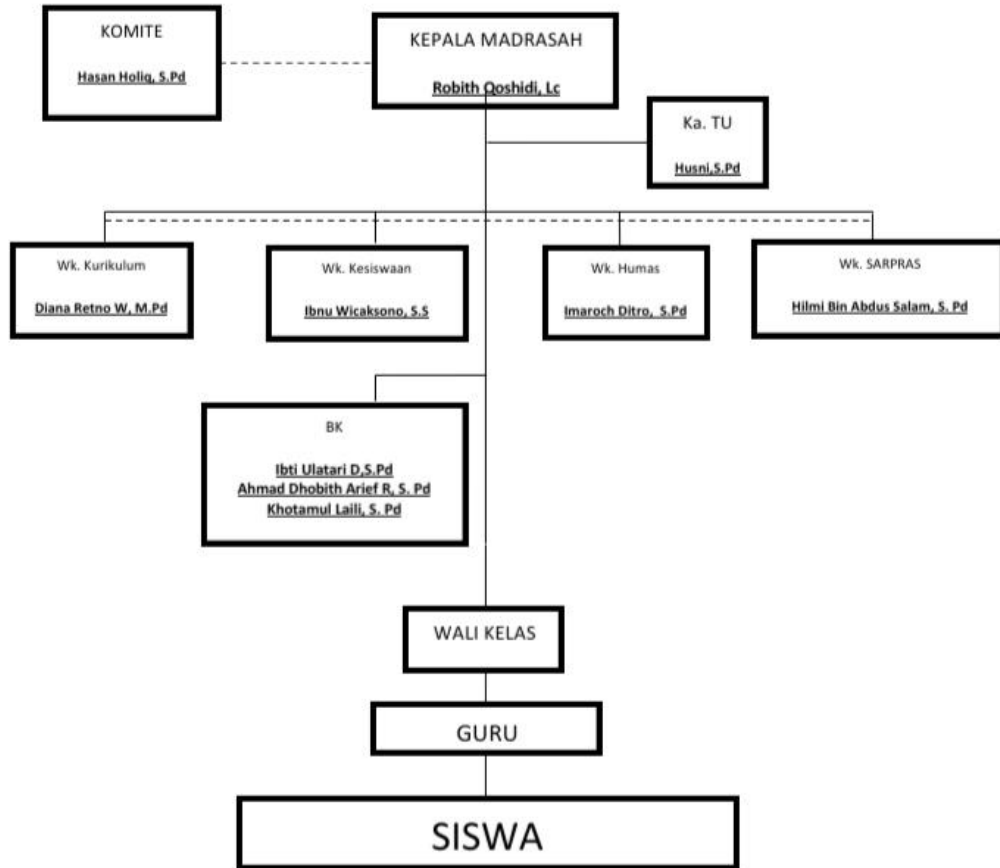 KOMITE
Hasan Holiq, S.Pd
KEPALA MADRASAH
Robith Qoshidi, Lc
Ka. TU
Husni,S.Pd
Wk. Kurikulum
Diana Retno W, M.Pd
Wk. Kesiswaan
Ibnu Wicaksono, S.S
Wk. Humas
Imaroch Ditro, S.Pd
Wk. SARPRAS
Hilmi Bin Abdus Salam, S. Pd
BK
Ibti Ulatari D,S.Pd
Ahmad Dhobith Arief R, S. Pd
Khotamul Laili, S. Pd
WALI KELAS
GURU
SISWA